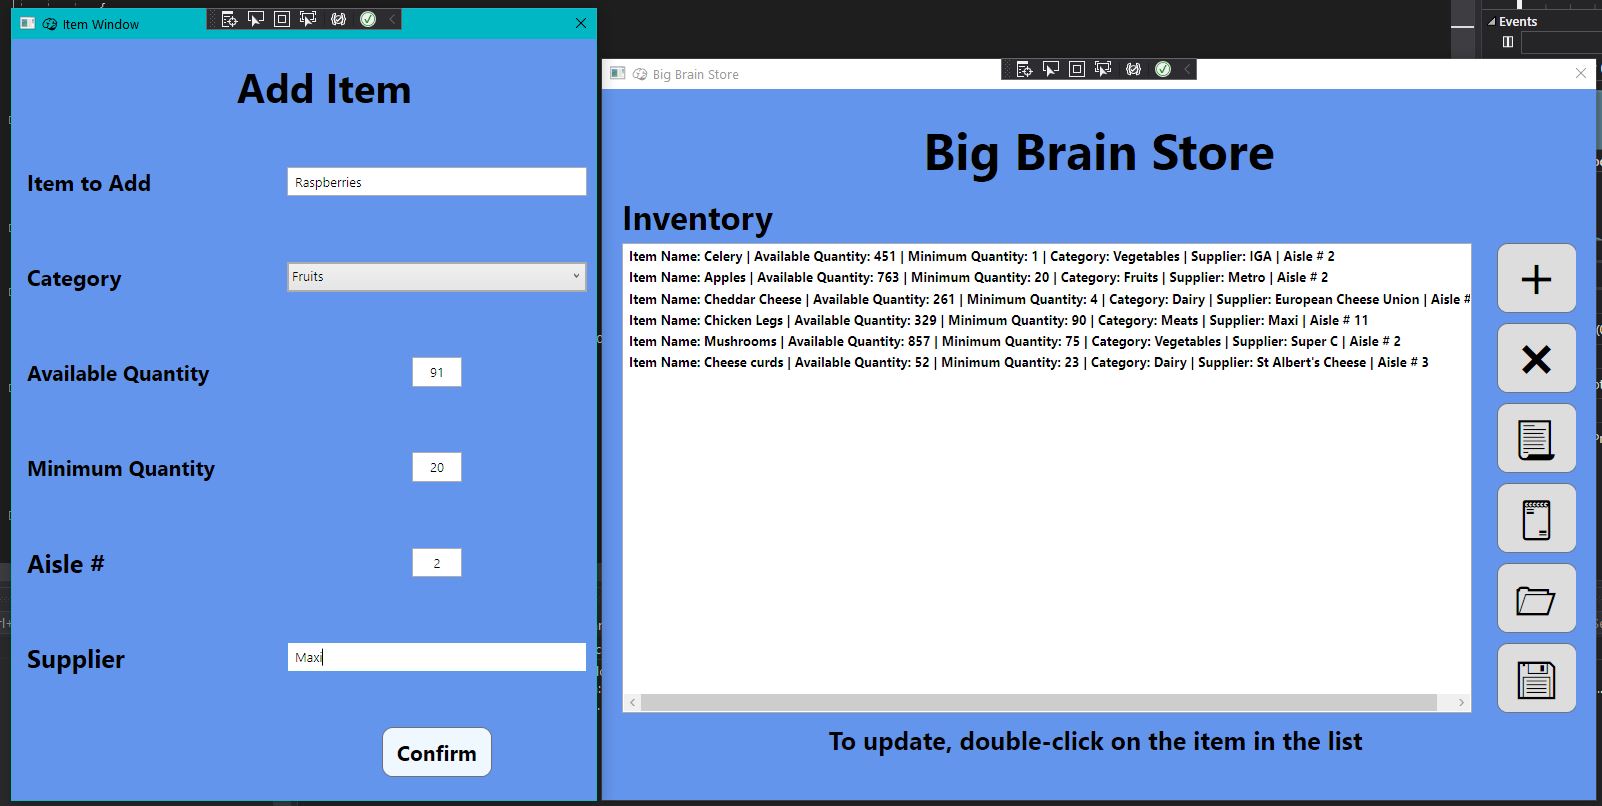 Item Window
Add Item
Item to Add
Raspberries
Category
Fruits
Available Quantity
91
Minimum Quantity
20
Aisle #
2
Supplier
Maxi
Confirm
Events
Big Brain Store
Big Brain Store
Inventory
Item Name: Celery | Available Quantity: 451 | Minimum Quantity: 1 | Category: Vegetables | Supplier: IGA | Aisle # 2
Item Name: Apples | Available Quantity: 763 | Minimum Quantity: 20 | Category: Fruits | Supplier: Metro | Aisle # 2
Item Name: Cheddar Cheese | Available Quantity: 261 | Minimum Quantity: 4 | Category: Dairy | Supplier: European Cheese Union | Aisle #
Item Name: Chicken Legs | Available Quantity: 329 | Minimum Quantity: 90 | Category: Meats | Supplier: Maxi | Aisle # 11
Item Name: Mushrooms | Available Quantity: 857 | Minimum Quantity: 75 | Category: Vegetables | Supplier: Super C | Aisle # 2
Item Name: Cheese curds | Available Quantity: 52 | Minimum Quantity: 23 | Category: Dairy | Supplier: St Albert's Cheese | Aisle # 3
To update, double-click on the item in the list